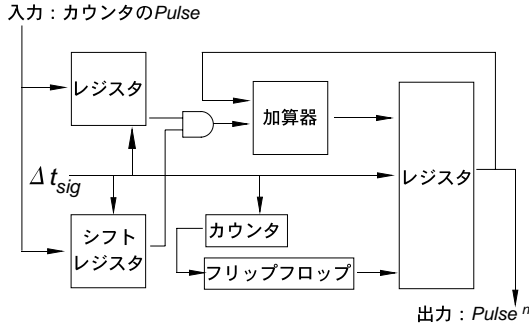 入力：カウンタのPulse
レジスタ
加算器
レジスタ
Δt_sig
シフト
レジスタ
カウンタ
フリップフロップ
出力：Pulse^n